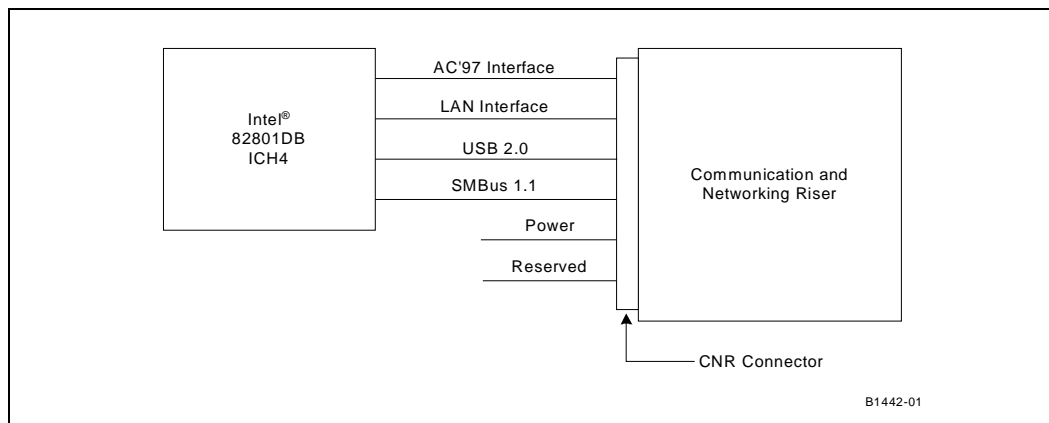 AC'97 Interface
LAN Interface
Intel®
82801DB
ICH4
USB 2.0
SMBus 1.1
Communication and
Networking Riser
Power
Reserved
CNR Connector
B1442-01